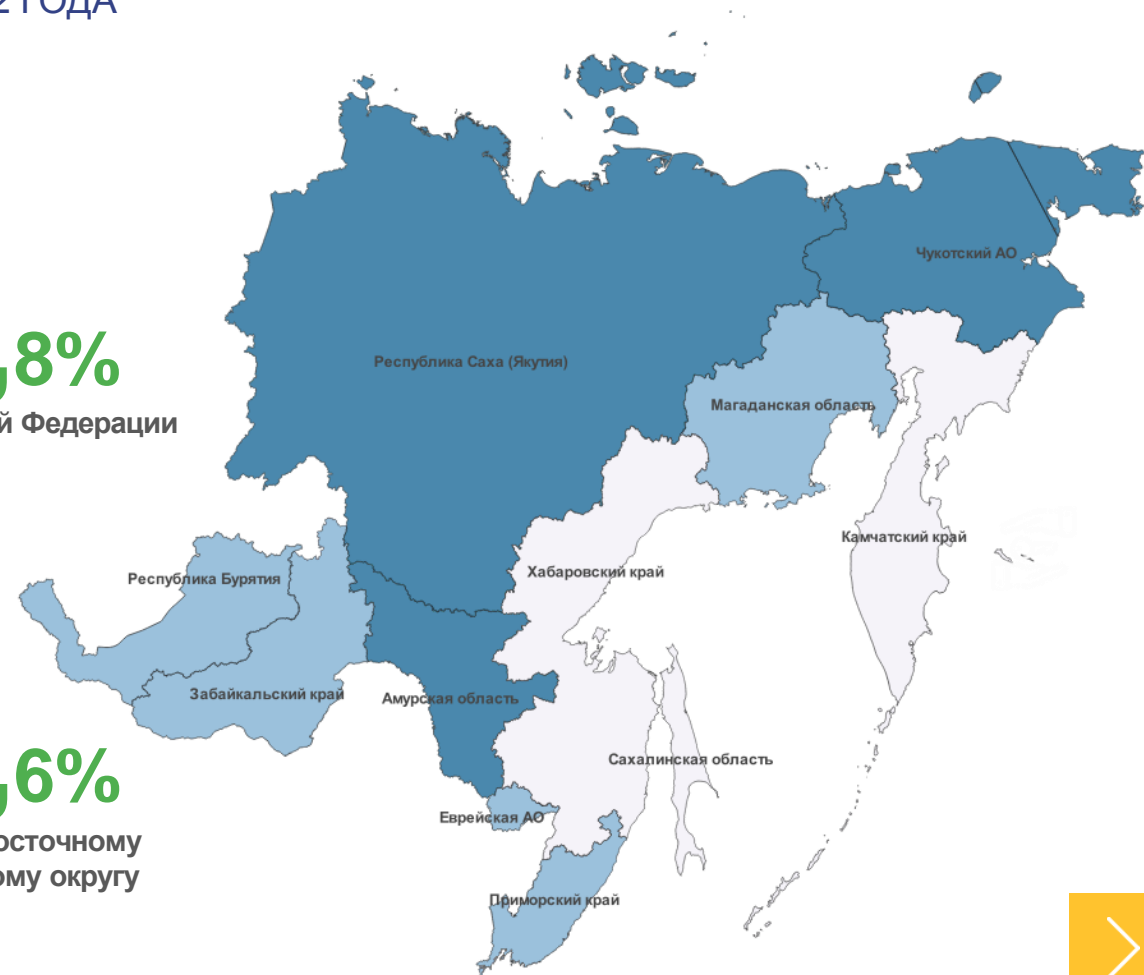 2 ГОДА
Чукотский АО
,8%
Республика Саха (Якутия)
Магаданская область
й Федерации
Камчатский край
Хабаровский край
Республика Бурятия
Забайкальский край
Амурская область
Сахалинская область
,6%
Еврейская АО
осточному
ому округу
Приморский край